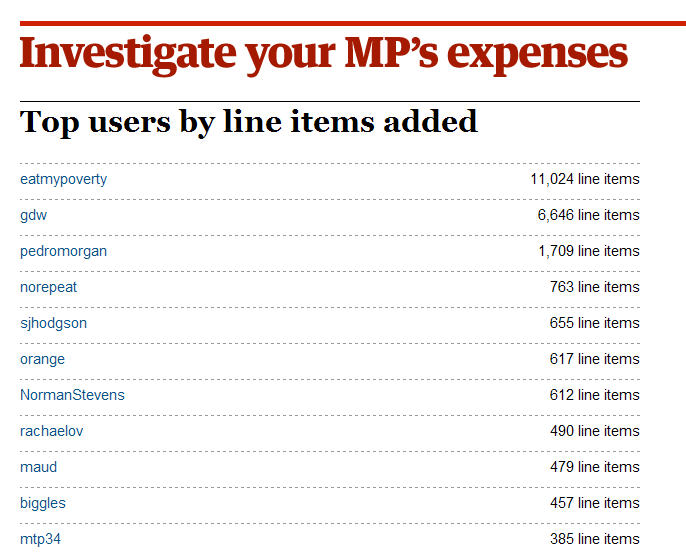 Investigate your MP's expenses
Top users by line items added
eatmypoverty 11,024 line items
gdw 6,646 line items
pedromorgan 1,709 line items
norepeat 763 line items
sjhodgson 655 line items
orange 617 line items
NormanStevens 612 line items
rachaelov 490 line items
maud 479 line items
biggles 457 line items
mtp34 385 line items